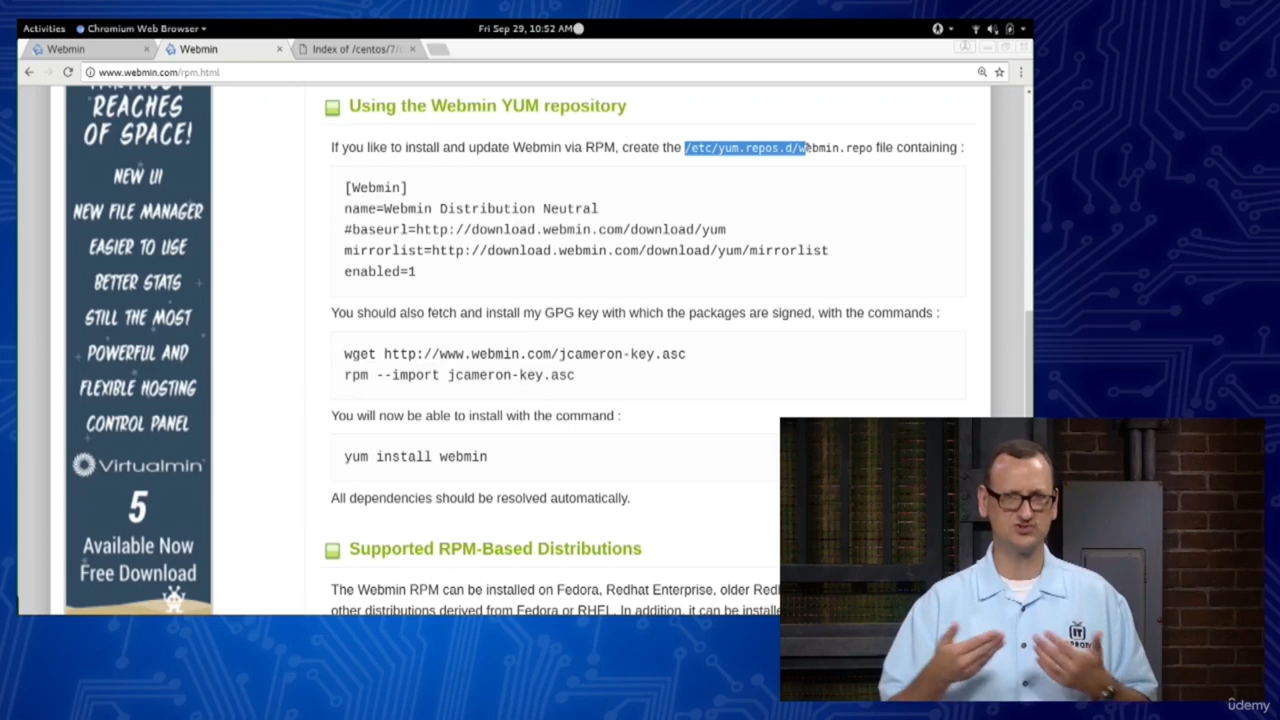 Activities Chromium Web Browser Fri Sep 29, 10:52 AM
Webmin × Webmin × Index of /centos/7/ ×
www.webmin.com/rpm.html
REACHES
OF SPACE!
NEW UI
NEW FILE MANAGER
EASIER TO USE
BETTER STATS
STILL THE MOST
POWERFUL AND
FLEXIBLE HOSTING
CONTROL PANEL
Virtualmin
5
Available Now
Free Download
Using the Webmin YUM repository
If you like to install and update Webmin via RPM, create the /etc/yum.repos.d/webmin.repo file containing :
[Webmin]
name=Webmin Distribution Neutral
#baseurl=http://download.webmin.com/download/yum
mirrorlist=http://download.webmin.com/download/yum/mirrorlist
enabled=1
You should also fetch and install my GPG key with which the packages are signed, with the commands :
wget http://www.webmin.com/jcameron-key.asc
rpm --import jcameron-key.asc
You will now be able to install with the command :
yum install webmin
All dependencies should be resolved automatically.
Supported RPM-Based Distributions
The Webmin RPM can be installed on Fedora, Redhat Enterprise, older Red
other distributions derived from Fedora or RHEL. In addition, it can be
IT
udemy